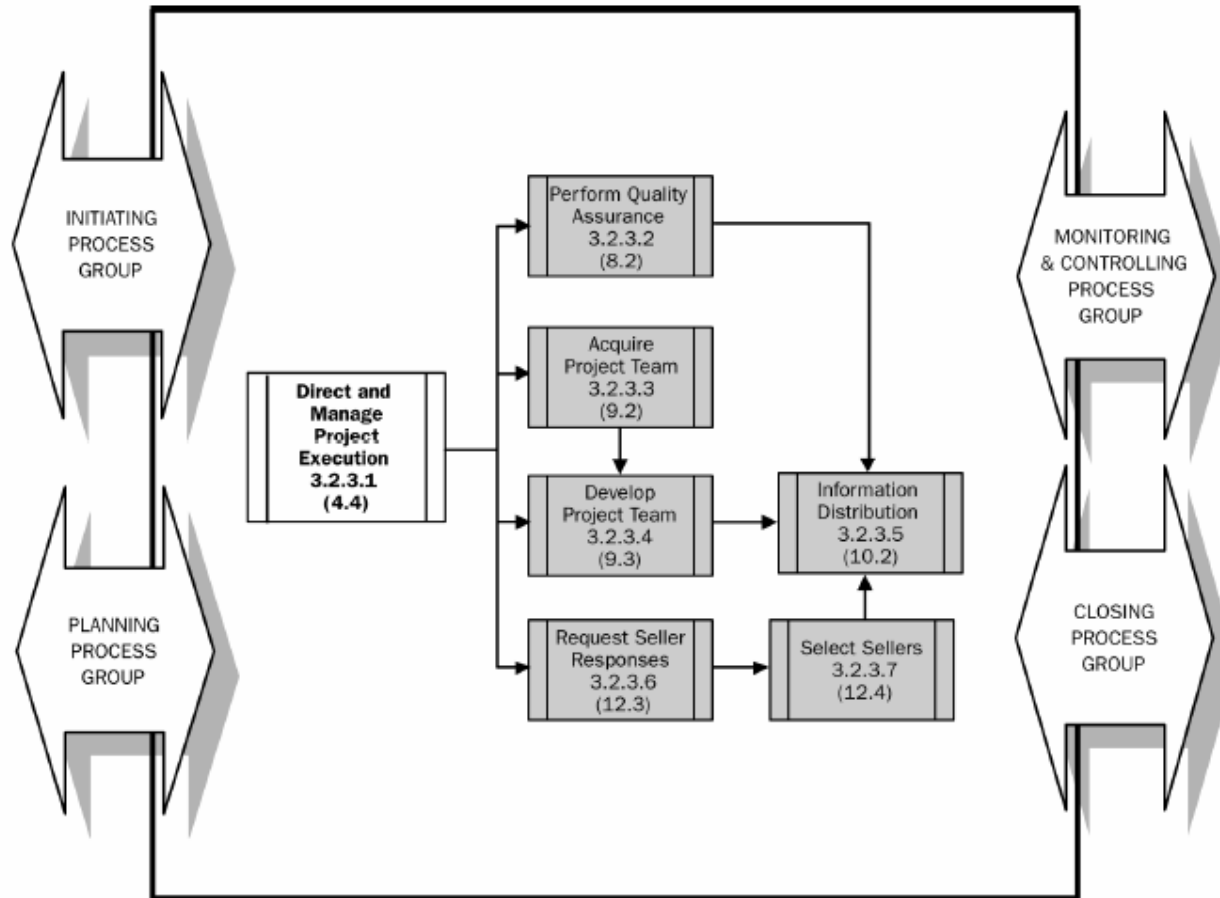 INITIATING
PROCESS
GROUP
PLANNING
PROCESS
GROUP
Direct and
Manage
Project
Execution
3.2.3.1
(4.4)
Perform Quality
Assurance
3.2.3.2
(8.2)
Acquire
Project Team
3.2.3.3
(9.2)
Develop
Project Team
3.2.3.4
(9.3)
Request Seller
Responses
3.2.3.6
(12.3)
Information
Distribution
3.2.3.5
(10.2)
Select Sellers
3.2.3.7
(12.4)
MONITORING
& CONTROLLING
PROCESS
GROUP
CLOSING
PROCESS
GROUP